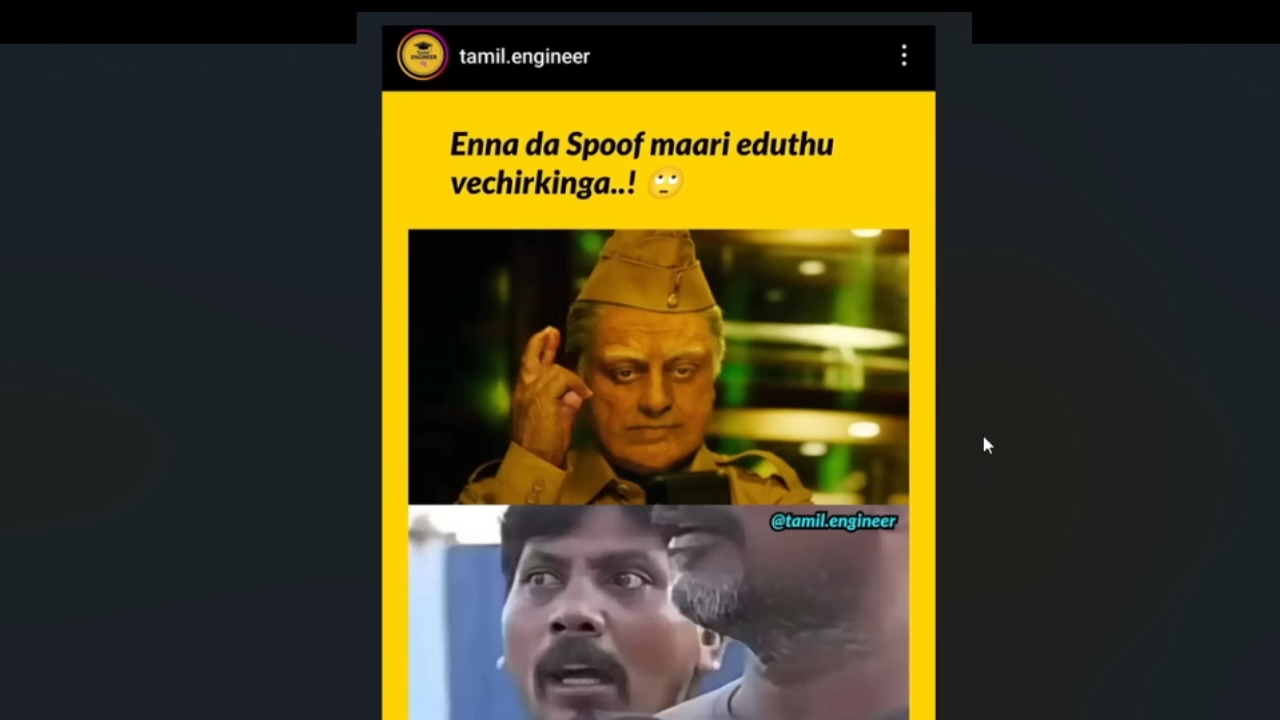 tamil.engineer
Enna da Spoof maari eduthu
vechirkinga..! 🙄
@tamil.engineer